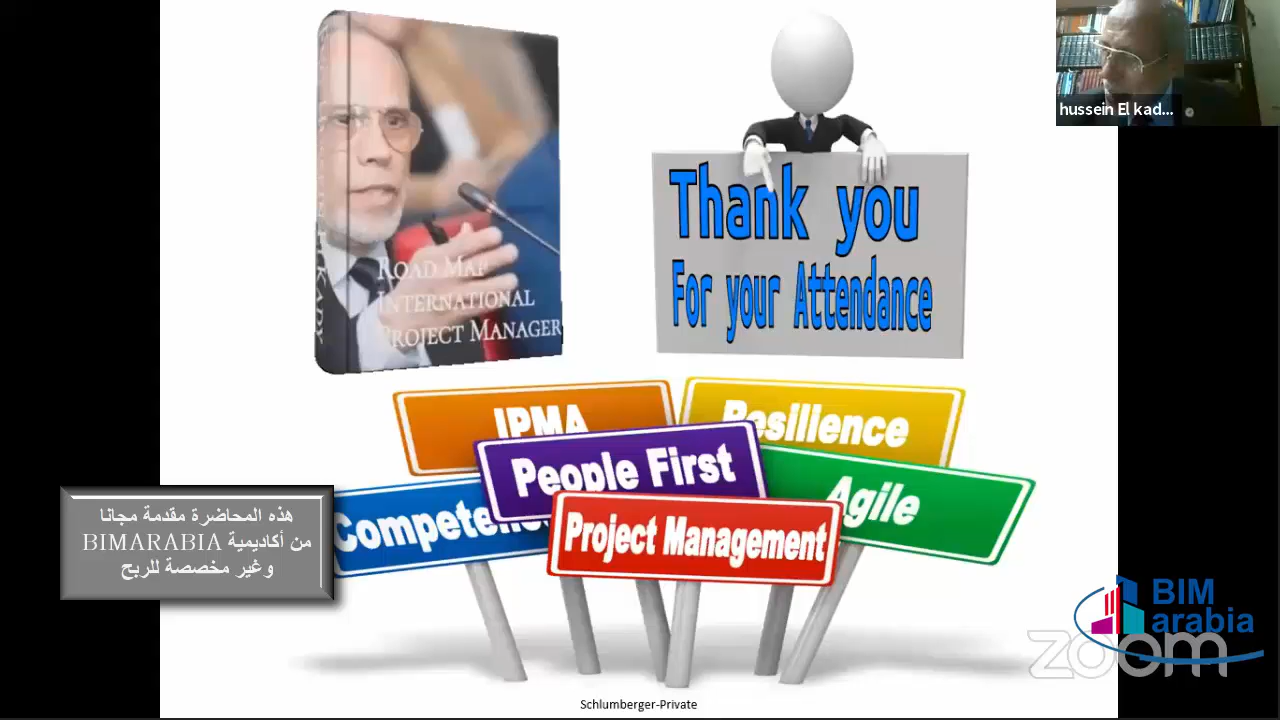 hussein El kad...
Thank you
For your Attendance
ROAD MAP
INTERNATIONAL
PROJECT MANAGER
IPMA
Resilience
People First
Agile
Project Management
هذه المحاضرة مقدمة مجانا
من أكاديمية BIMARABIA
وغير مخصصة للربح
BIM
arabia
zoom
Schlumberger-Private